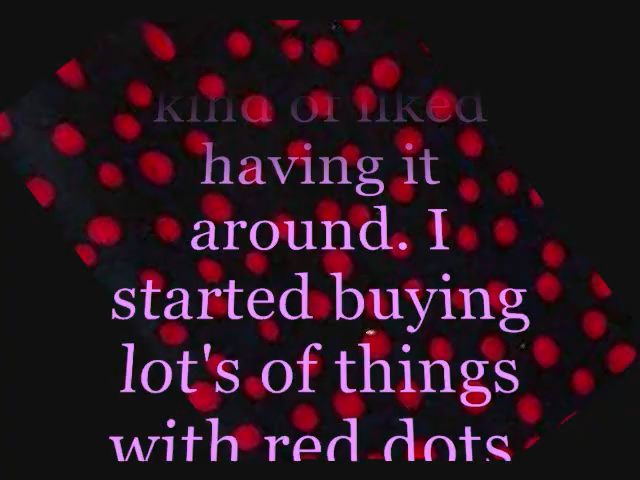 kind of liked
having it
around. I
started buying
lot's of things
with red dots.